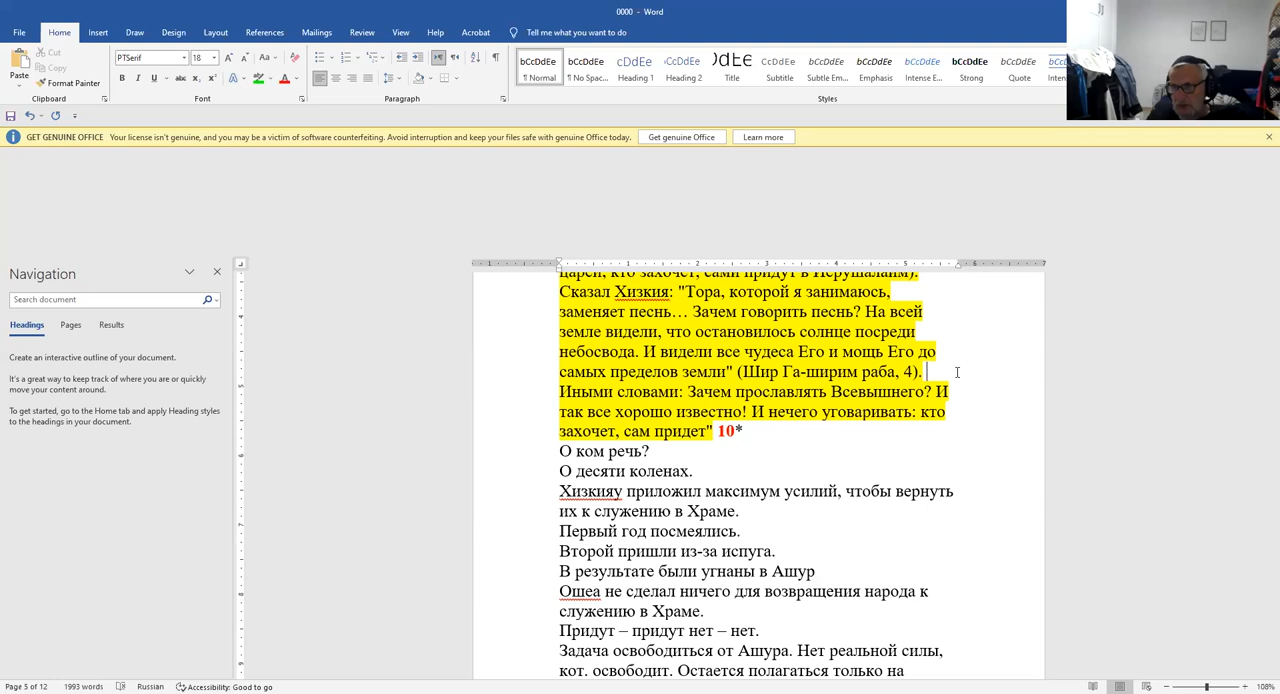 0000 - Word
File Home Insert Draw Design Layout References Mailings Review View Help Acrobat Tell me what you want to do
Paste
Cut
Copy
Format Painter
PTSerif 18
Clipboard Font Paragraph Styles
¶ Normal ¶ No Spac... Heading 1 Heading 2 Title Subtitle Subtle Em... Emphasis Intense E... Strong Quote
GET GENUINE OFFICE Your license isn't genuine, and you may be a victim of software counterfeiting. Avoid interruption and keep your files safe with genuine Office today. Get genuine Office Learn more
Navigation
Search document
Headings Pages Results
Create an interactive outline of your document.
It's a great way to keep track of where you are or quickly
move your content around.
To get started, go to the Home tab and apply Heading styles
to the headings in your document.
царей, кто захочет, сами придут в Иерушалаим).
Сказал Хизкия: "Тора, которой я занимаюсь,
заменяет песнь… Зачем говорить песнь? На всей
земле видели, что остановилось солнце посреди
небосвода. И видели все чудеса Его и мощь Его до
самых пределов земли" (Шир Га-ширим раба, 4).
Иными словами: Зачем прославлять Всевышнего? И
так все хорошо известно! И нечего уговаривать: кто
захочет, сам придет" 10*
О ком речь?
О десяти коленах.
Хизкияу приложил максимум усилий, чтобы вернуть
их к служению в Храме.
Первый год посмеялись.
Второй пришли из-за испуга.
В результате были угнаны в Ашур
Ошеа не сделал ничего для возвращения народа к
служению в Храме.
Придут – придут нет – нет.
Задача освободиться от Ашура. Нет реальной силы,
кот. освободит. Остается полагаться только на
Page 5 of 12 1993 words Russian Accessibility: Good to go 108%